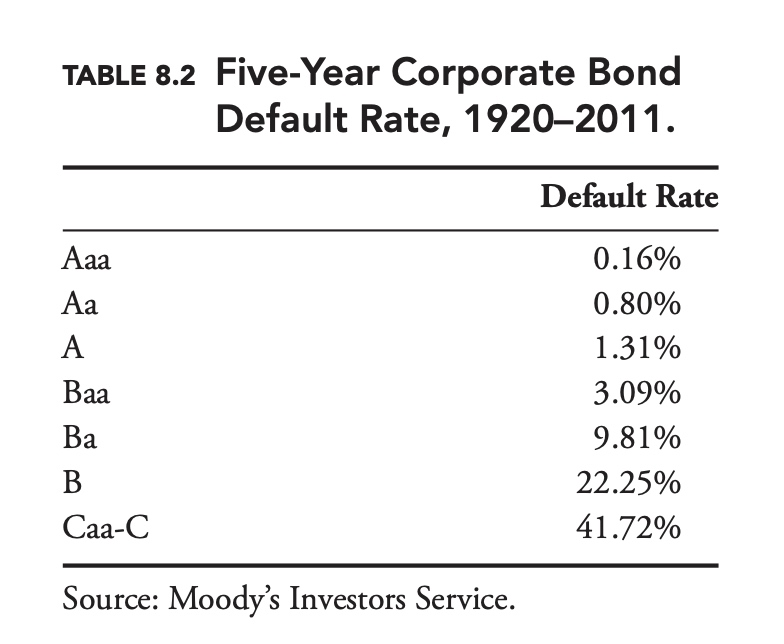 TABLE 8.2 Five-Year Corporate Bond
Default Rate, 1920–2011.
Default Rate
Aaa 0.16%
Aa 0.80%
A 1.31%
Baa 3.09%
Ba 9.81%
B 22.25%
Caa-C 41.72%
Source: Moody’s Investors Service.